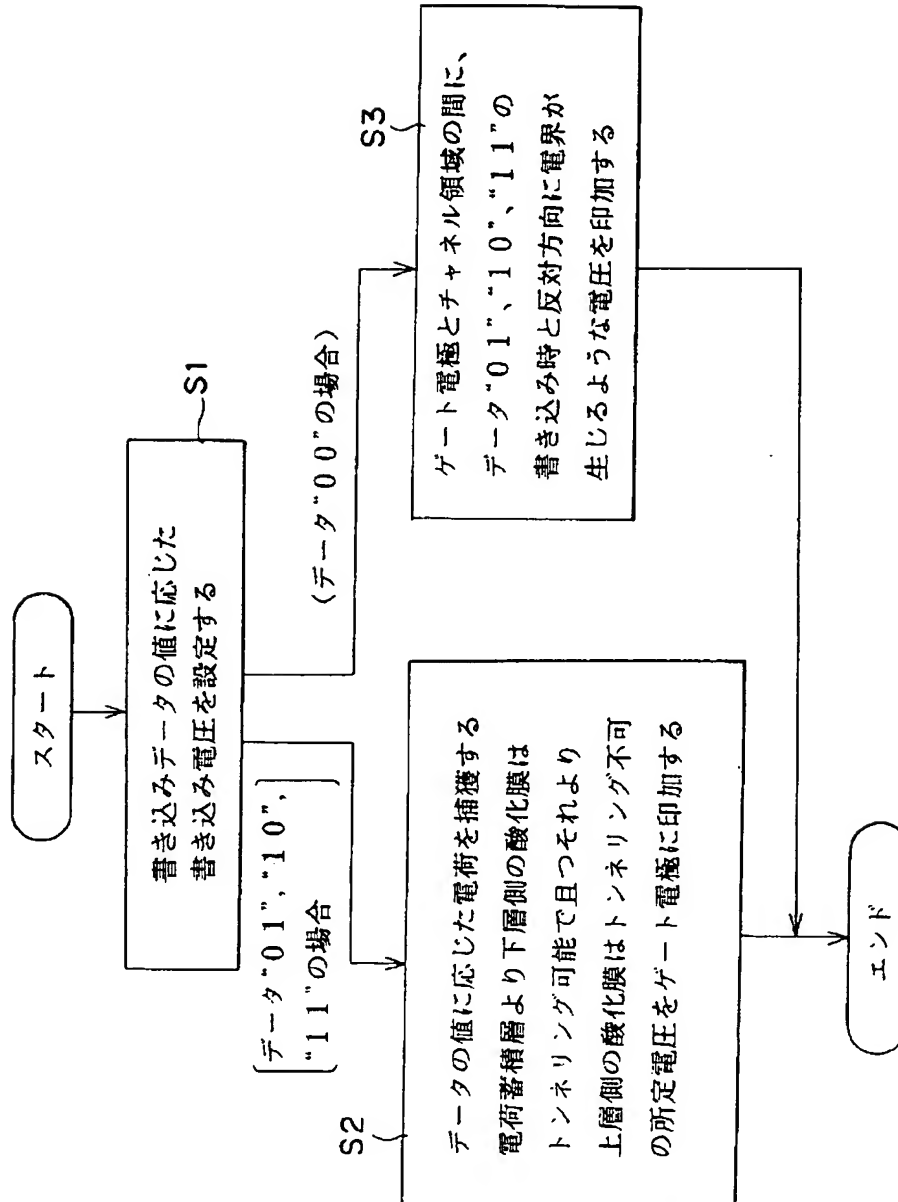 スタート
S1
書き込みデータの値に応じた
書き込み電圧を設定する
データ“01”，“10”，
“11”の場合
(データ“00”の場合)
S2
データの値に応じた電荷を捕獲する
電荷蓄積層より下層側の酸化膜は
トンネリング可能で且つそれより
上層側の酸化膜はトンネリング不可
の所定電圧をゲート電極に印加する
S3
ゲート電極とチャネル領域の間に、
データ“01”、“10”、“11”の
書き込み時と反対方向に電界が
生じるような電圧を印加する
エンド